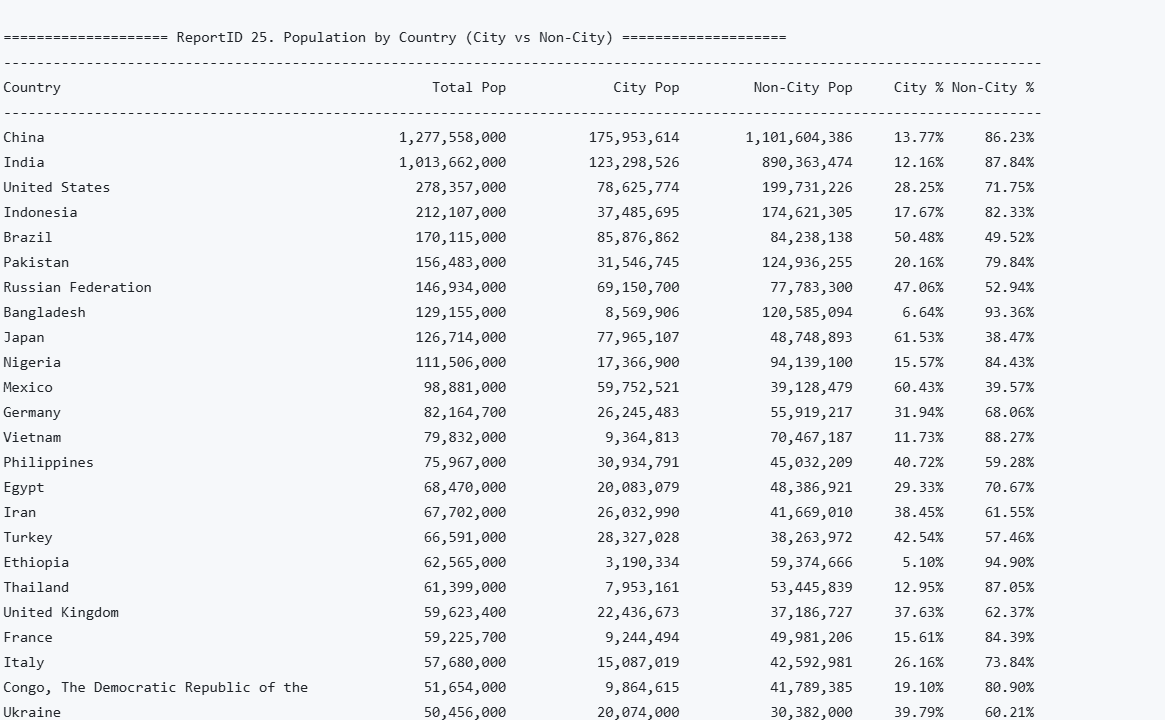 ==================== ReportID 25. Population by Country (City vs Non-City) ====================
------------------------------------------------------------------------------------------------------------------------------
Country Total Pop City Pop Non-City Pop City % Non-City %
------------------------------------------------------------------------------------------------------------------------------
China 1,277,558,000 175,953,614 1,101,604,386 13.77% 86.23%
India 1,013,662,000 123,298,526 890,363,474 12.16% 87.84%
United States 278,357,000 78,625,774 199,731,226 28.25% 71.75%
Indonesia 212,107,000 37,485,695 174,621,305 17.67% 82.33%
Brazil 170,115,000 85,876,862 84,238,138 50.48% 49.52%
Pakistan 156,483,000 31,546,745 124,936,255 20.16% 79.84%
Russian Federation 146,934,000 69,150,700 77,783,300 47.06% 52.94%
Bangladesh 129,155,000 8,569,906 120,585,094 6.64% 93.36%
Japan 126,714,000 77,965,107 48,748,893 61.53% 38.47%
Nigeria 111,506,000 17,366,900 94,139,100 15.57% 84.43%
Mexico 98,881,000 59,752,521 39,128,479 60.43% 39.57%
Germany 82,164,700 26,245,483 55,919,217 31.94% 68.06%
Vietnam 79,832,000 9,364,813 70,467,187 11.73% 88.27%
Philippines 75,967,000 30,934,791 45,032,209 40.72% 59.28%
Egypt 68,470,000 20,083,079 48,386,921 29.33% 70.67%
Iran 67,702,000 26,032,990 41,669,010 38.45% 61.55%
Turkey 66,591,000 28,327,028 38,263,972 42.54% 57.46%
Ethiopia 62,565,000 3,190,334 59,374,666 5.10% 94.90%
Thailand 61,399,000 7,953,161 53,445,839 12.95% 87.05%
United Kingdom 59,623,400 22,436,673 37,186,727 37.63% 62.37%
France 59,225,700 9,244,494 49,981,206 15.61% 84.39%
Italy 57,680,000 15,087,019 42,592,981 26.16% 73.84%
Congo, The Democratic Republic of the 51,654,000 9,864,615 41,789,385 19.10% 80.90%
Ukraine 50,456,000 20,074,000 30,382,000 39.79% 60.21%